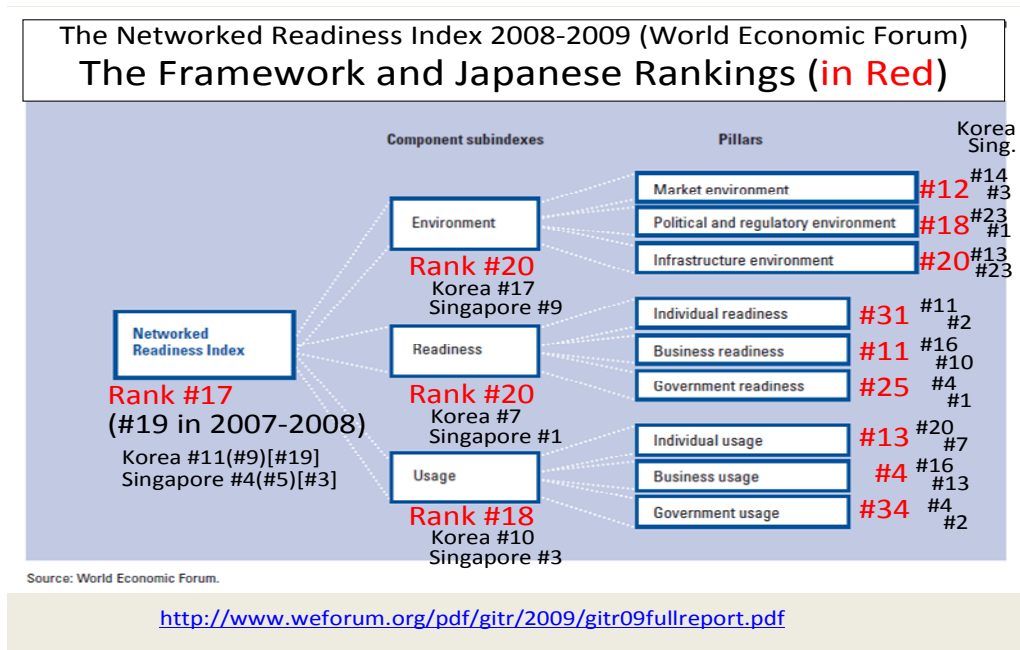 The Networked Readiness Index 2008-2009 (World Economic Forum)
The Framework and Japanese Rankings (in Red)
Component subindexes
Pillars
Korea
Sing.
Networked
Readiness Index
Rank #17
(#19 in 2007-2008)
Korea #11(#9)[#19]
Singapore #4(#5)[#3]
Environment
Rank #20
Korea #17
Singapore #9
Market environment
#12
#14
#3
Political and regulatory environment
#18
#23
#1
Infrastructure environment
#20
#13
#23
Readiness
Rank #20
Korea #7
Singapore #1
Individual readiness
#31
#11
#2
Business readiness
#11
#16
#10
Government readiness
#25
#4
#1
Usage
Rank #18
Korea #10
Singapore #3
Individual usage
#13
#20
#7
Business usage
#4
#16
#13
Government usage
#34
#4
#2
Source: World Economic Forum.
http://www.weforum.org/pdf/gitr/2009/gitr09fullreport.pdf